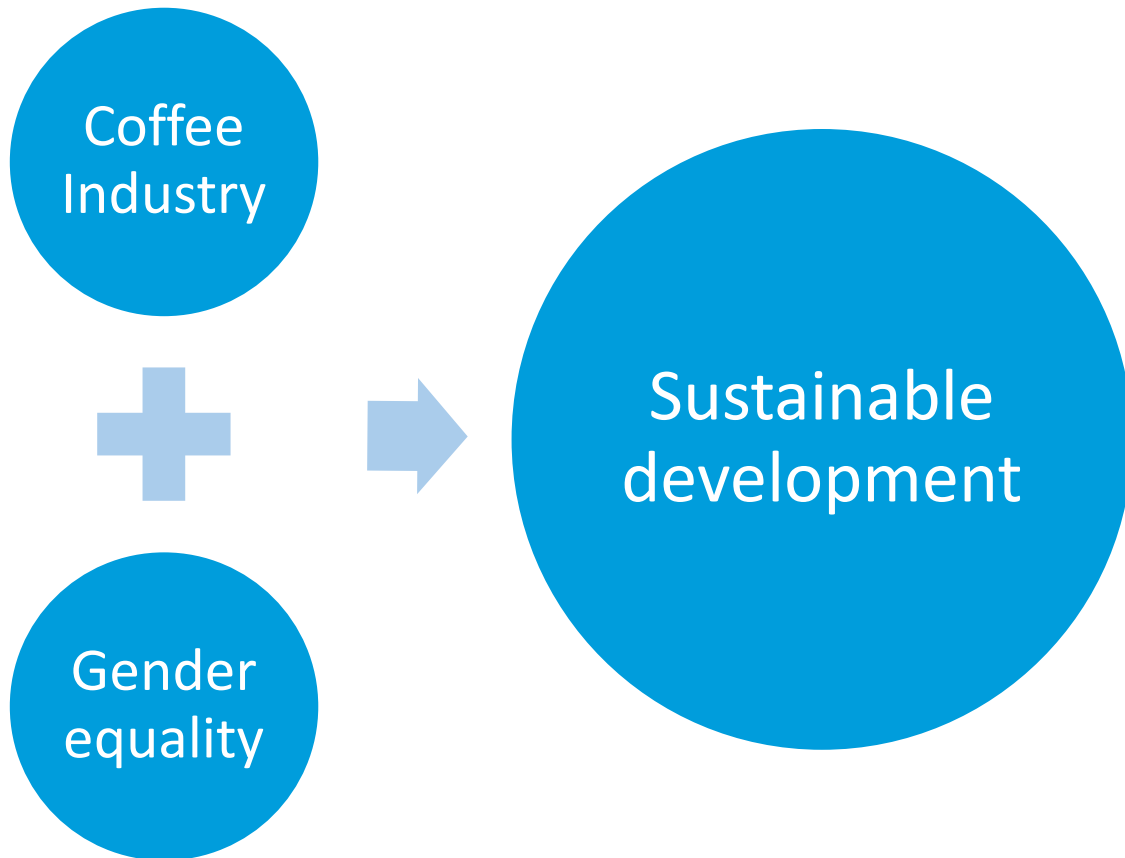 Coffee
Industry
Gender
equality
Sustainable
development